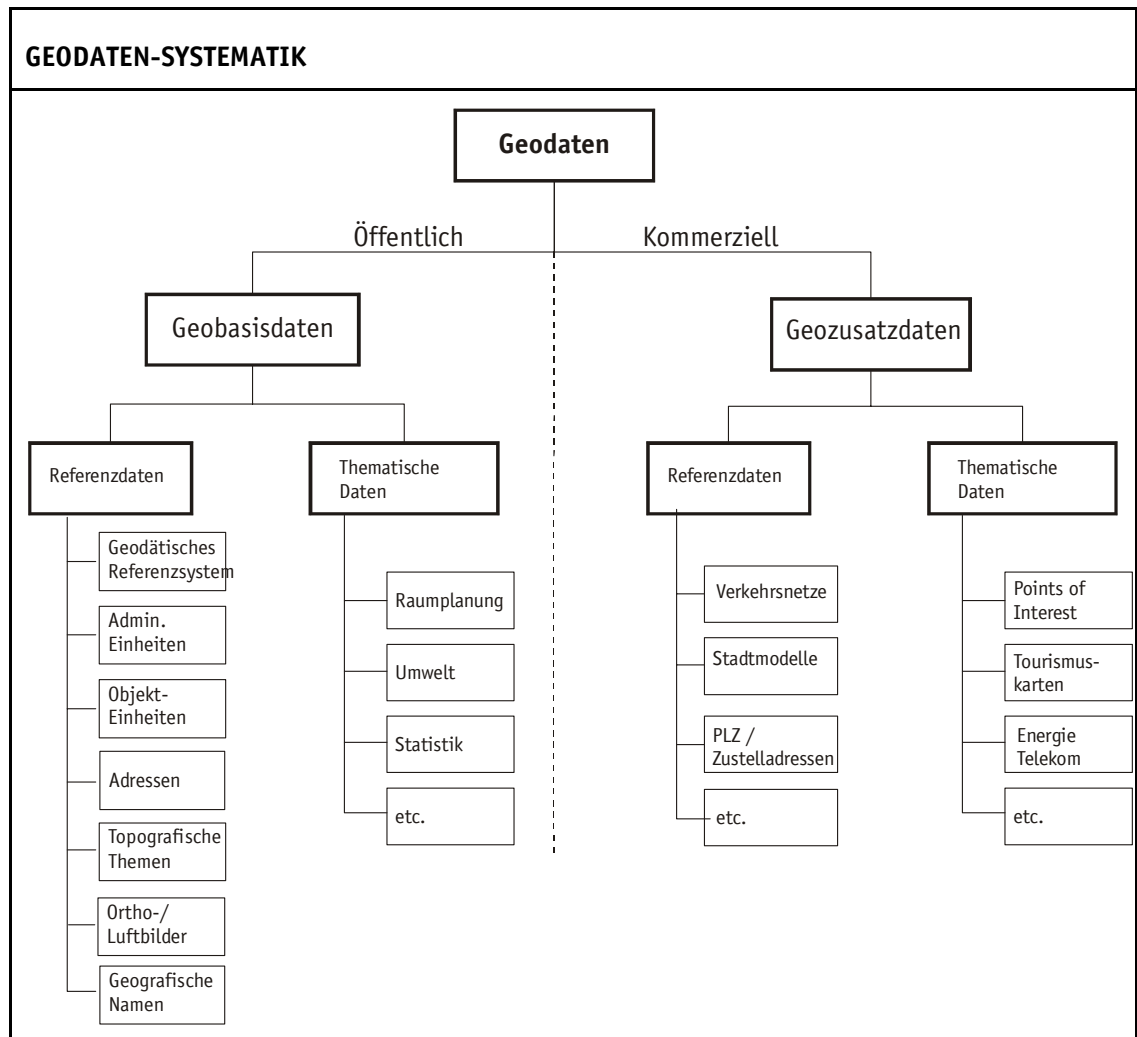 GEODATEN-SYSTEMATIK
Geodaten
Öffentlich
Kommerziell
Geobasisdaten
Geozusatzdaten
Referenzdaten
Geodätisches
Referenzsystem
Admin.
Einheiten
Objekt-
Einheiten
Adressen
Topografische
Themen
Ortho-/
Luftbilder
Geografische
Namen
Thematische
Daten
Raumplanung
Umwelt
Statistik
etc.
Referenzdaten
Verkehrsnetze
Stadtmodelle
PLZ /
Zustelladressen
etc.
Thematische
Daten
Points of
Interest
Tourismus-
karten
Energie
Telekom
etc.